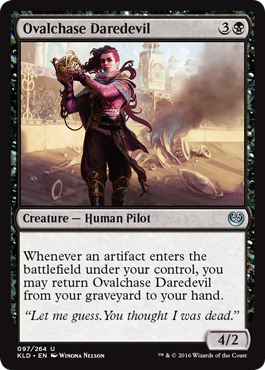 Ovalchase Daredevil 3
Creature — Human Pilot
Whenever an artifact enters the
battlefield under your control, you
may return Ovalchase Daredevil
from your graveyard to your hand.
“Let me guess. You thought I was dead.”
4/2
097/264 U
KLD • EN Winona Nelson
™ & © 2016 Wizards of the Coast